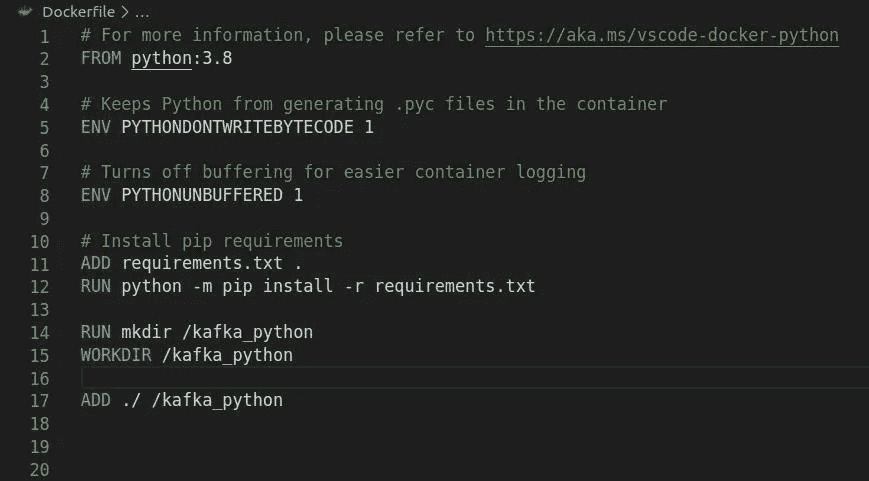 Dockerfile > ...
1 # For more information, please refer to https://aka.ms/vscode-docker-python
2 FROM python:3.8
3
4 # Keeps Python from generating .pyc files in the container
5 ENV PYTHONDONTWRITEBYTECODE 1
6
7 # Turns off buffering for easier container logging
8 ENV PYTHONUNBUFFERED 1
9
10 # Install pip requirements
11 ADD requirements.txt .
12 RUN python -m pip install -r requirements.txt
13
14 RUN mkdir /kafka_python
15 WORKDIR /kafka_python
16
17 ADD ./ /kafka_python
18
19
20